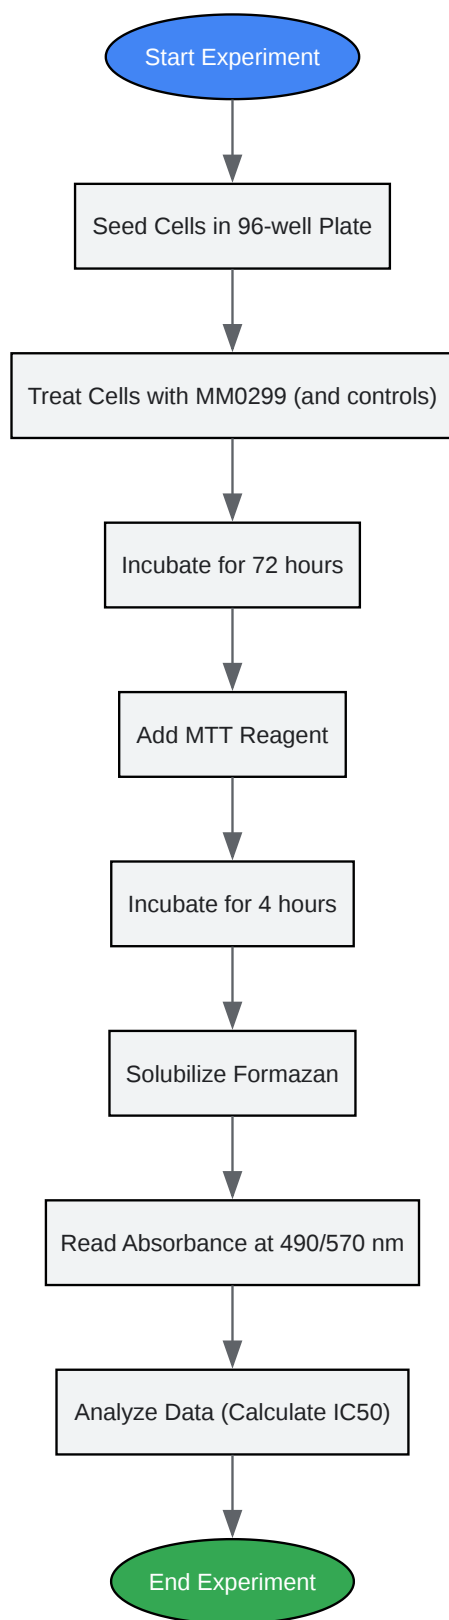 Start Experiment
Seed Cells in 96-well Plate
Treat Cells with MM0299 (and controls)
Incubate for 72 hours
Add MTT Reagent
Incubate for 4 hours
Solubilize Formazan
Read Absorbance at 490/570 nm
Analyze Data (Calculate IC50)
End Experiment